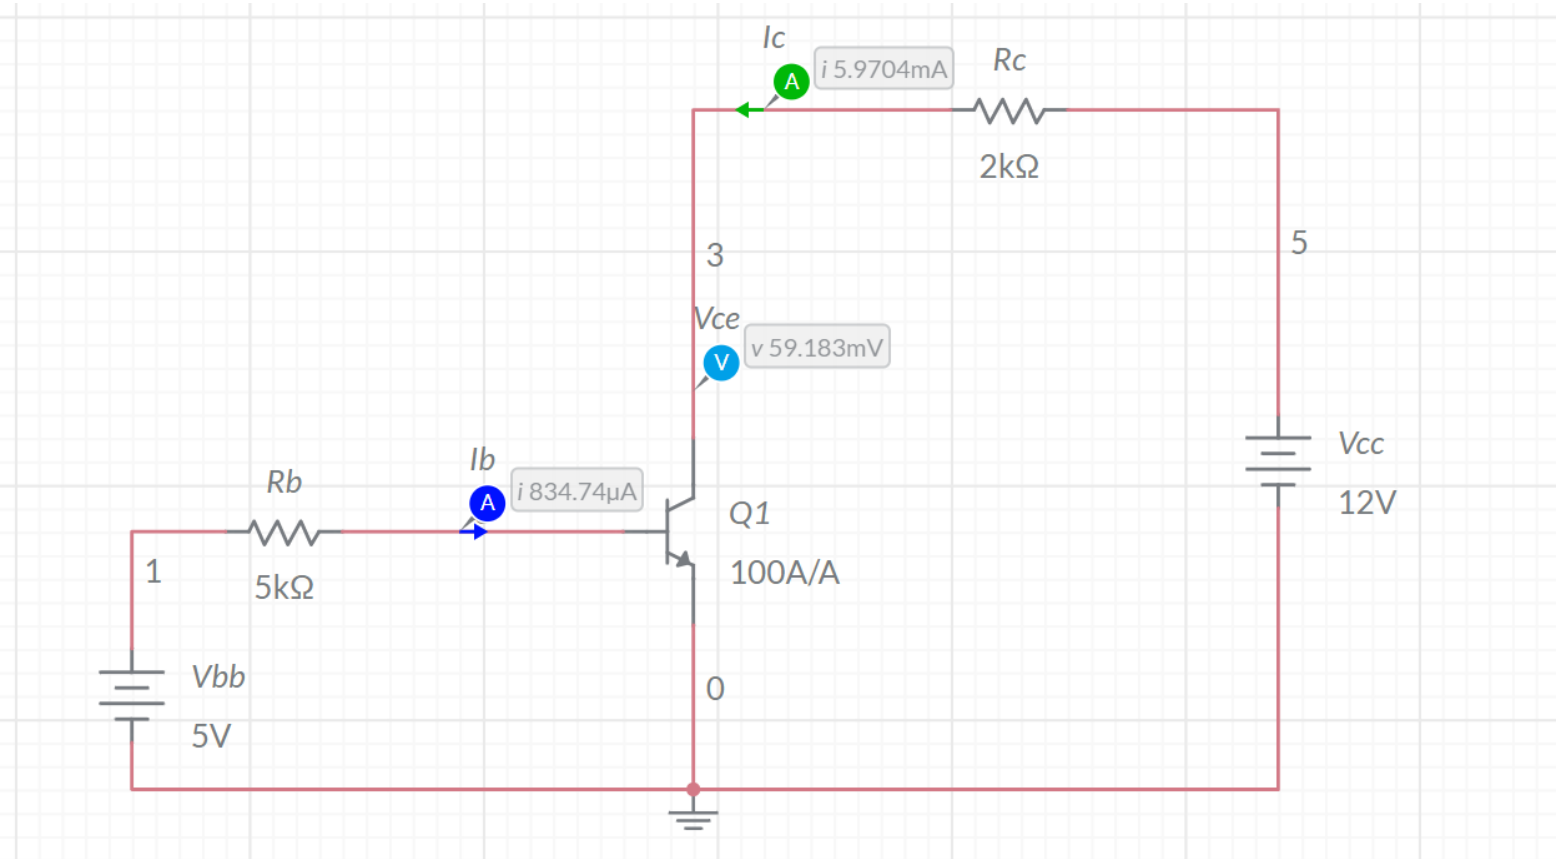 Ic
A
i 5.9704mA
Rc
2kΩ
3
5
Vce
V
v 59.183mV
Vcc
12V
Ib
A
i 834.74µA
Rb
5kΩ
Q1
100A/A
1
Vbb
5V
0